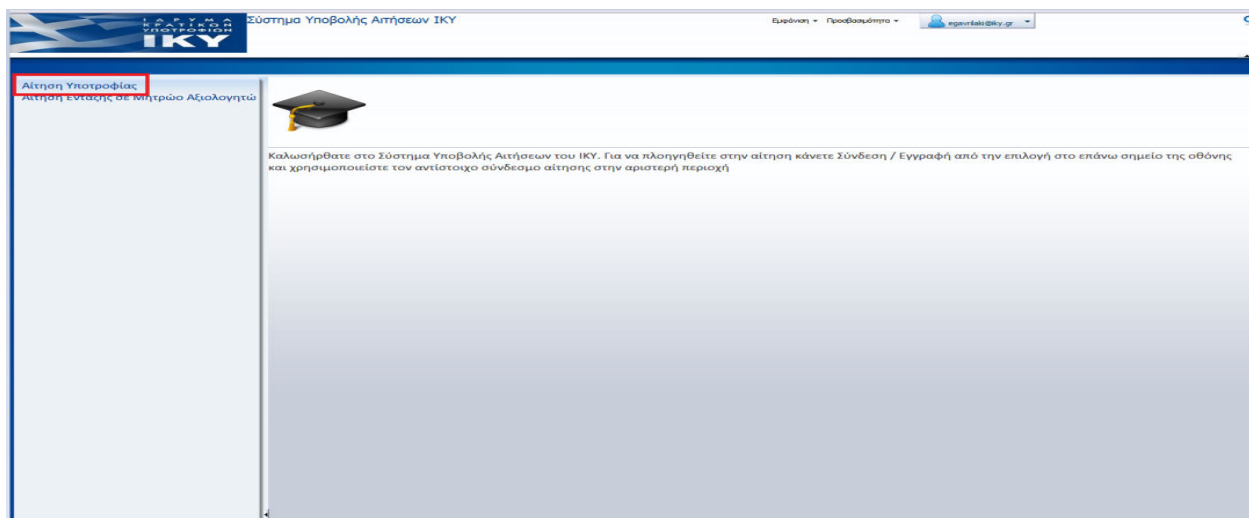 ΙΔΡΥΜΑ
ΚΡΑΤΙΚΩΝ
ΥΠΟΤΡΟΦΙΩΝ
ΙΚΥ
Σύστημα Υποβολής Αιτήσεων ΙΚΥ
Εμφάνιση Προσβασιμότητα egavrilaki@iky.gr
Αίτηση Υποτροφίας
Αίτηση Ένταξης σε Μητρώο Αξιολογητώ
Καλωσήρθατε στο Σύστημα Υποβολής Αιτήσεων του ΙΚΥ. Για να πλοηγηθείτε στην αίτηση κάνετε Σύνδεση / Εγγραφή από την επιλογή στο επάνω σημείο της οθόνης
και χρησιμοποιείστε τον αντίστοιχο σύνδεσμο αίτησης στην αριστερή περιοχή